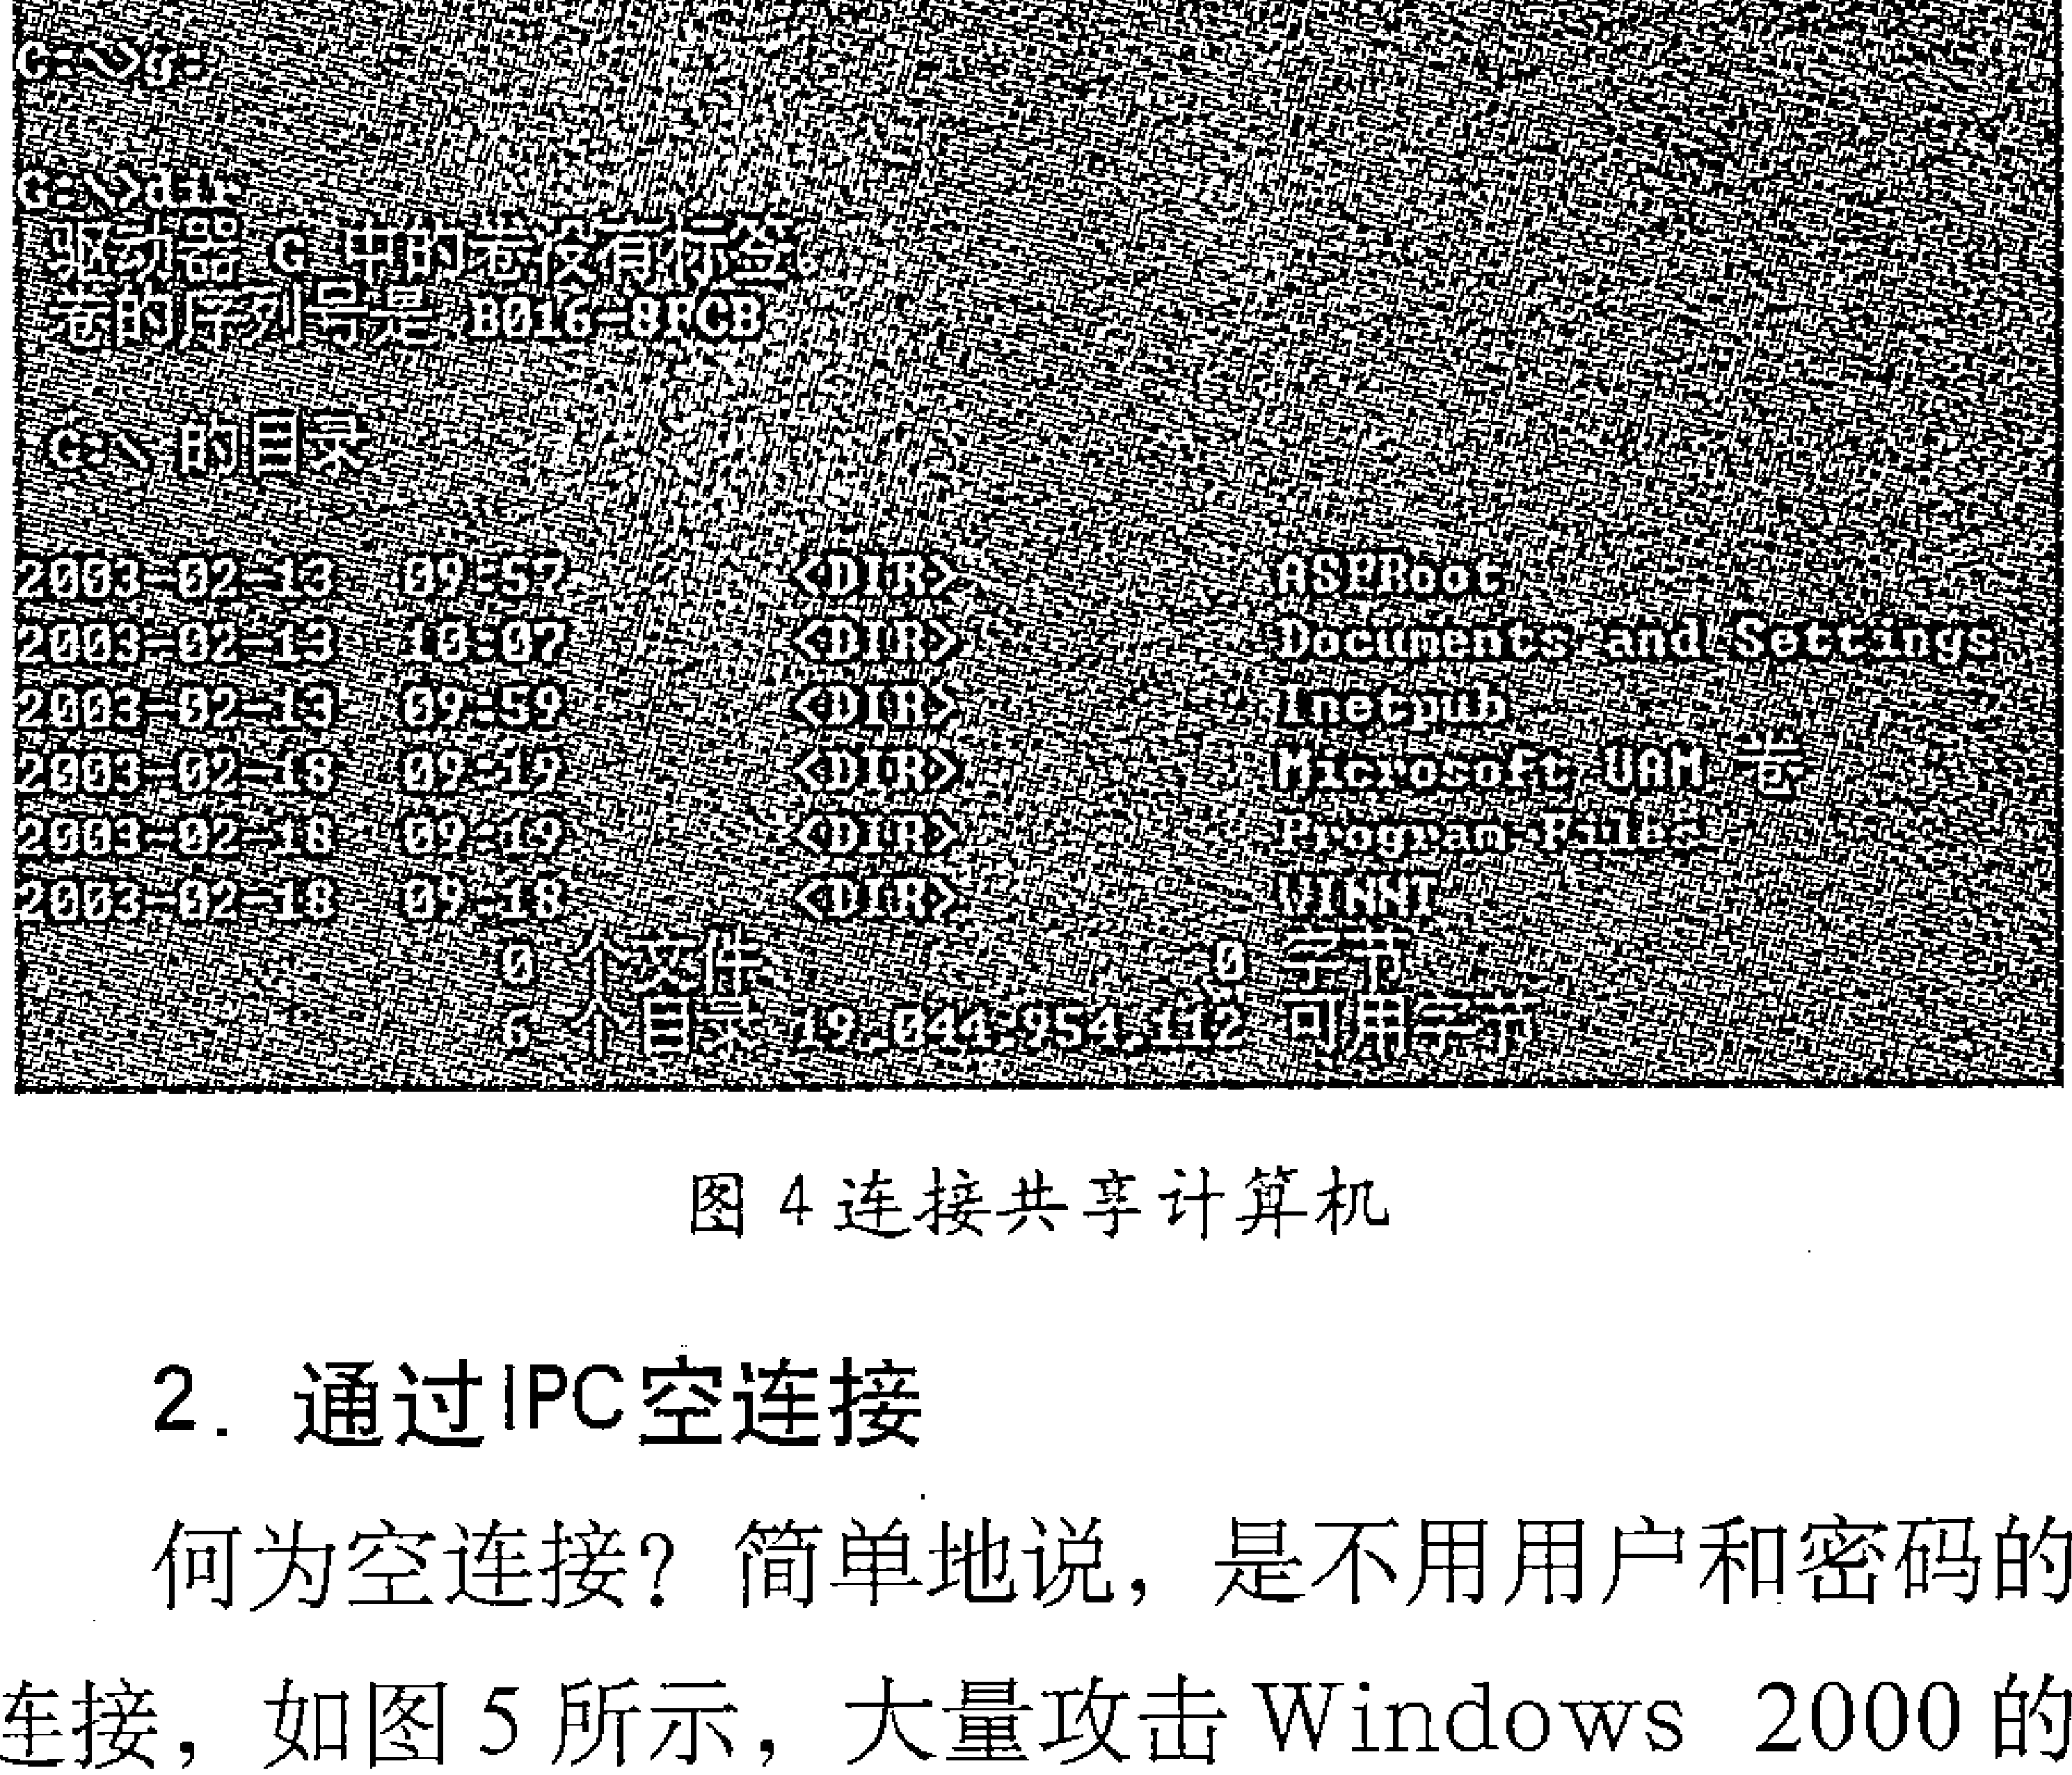 C:\>g:
G:\>dir
驱动器 G 中的卷没有标签。
卷的序列号是 B016-8FCB
G:\ 的目录
2003-02-13 09:57 <DIR> ASPRoot
2003-02-13 10:07 <DIR> Documents and Settings
2003-02-13 09:59 <DIR> Inetpub
2003-02-18 09:19 <DIR> Microsoft UAM 卷
2003-02-18 09:19 <DIR> Program Files
2003-02-18 09:18 <DIR> WINNT
0 个文件 0 字节
6 个目录 19,044,954,112 可用字节
图 4 连接共享计算机
2. 通过IPC空连接
何为空连接？简单地说，是不用用户和密码的
连接，如图 5 所示，大量攻击 Windows 2000 的